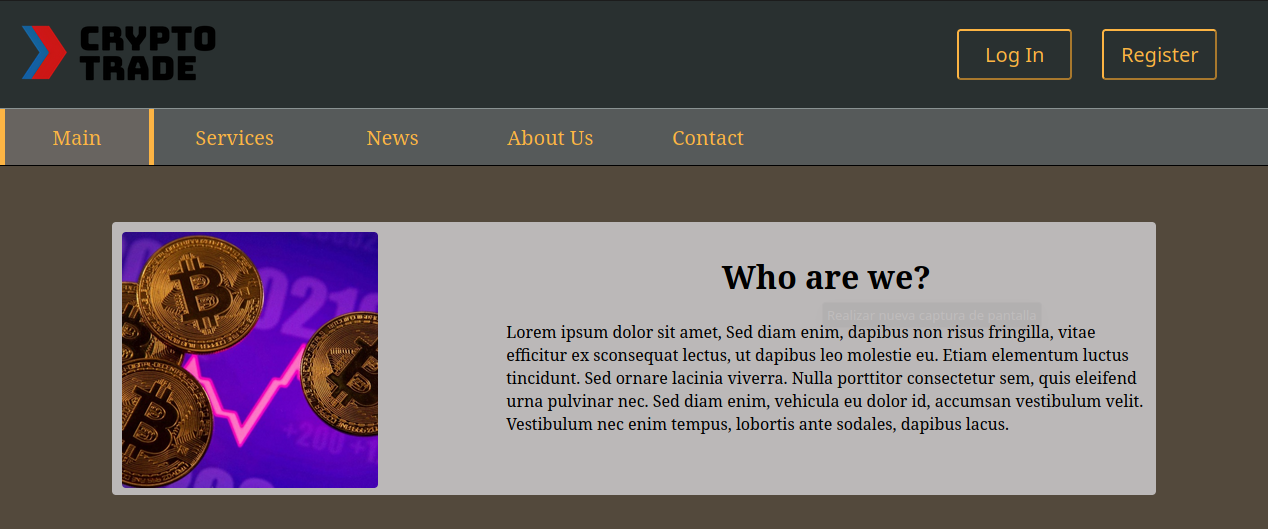 CRYPTO
TRADE
Log In
Register
Main
Services
News
About Us
Contact
Who are we?
Realizar nueva captura de pantalla
Lorem ipsum dolor sit amet, Sed diam enim, dapibus non risus fringilla, vitae
efficitur ex sconsequat lectus, ut dapibus leo molestie eu. Etiam elementum luctus
tincidunt. Sed ornare lacinia viverra. Nulla porttitor consectetur sem, quis eleifend
urna pulvinar nec. Sed diam enim, vehicula eu dolor id, accumsan vestibulum velit.
Vestibulum nec enim tempus, lobortis ante sodales, dapibus lacus.
+200